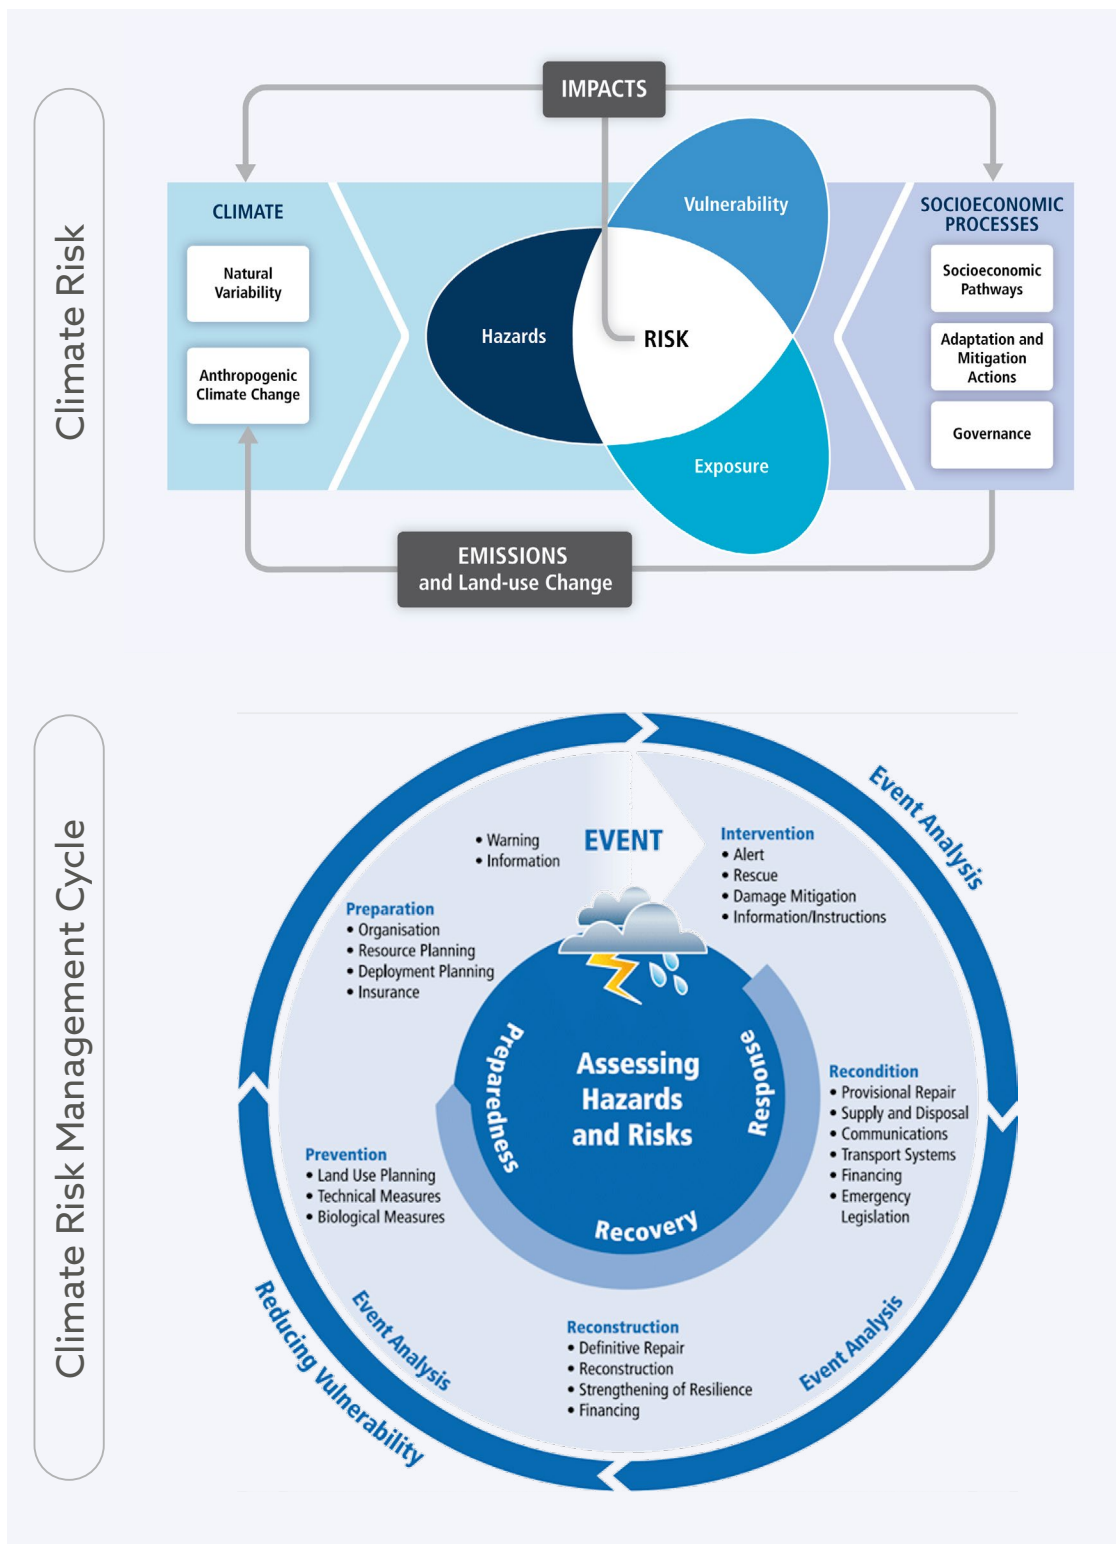 Climate Risk
IMPACTS
CLIMATE
Natural
Variability
Anthropogenic
Climate Change
Hazards
Vulnerability
RISK
Exposure
SOCIOECONOMIC
PROCESSES
Socioeconomic
Pathways
Adaptation and
Mitigation
Actions
Governance
EMISSIONS
and Land-use Change
Climate Risk Management Cycle
EVENT
• Warning
• Information
Intervention
• Alert
• Rescue
• Damage Mitigation
• Information/Instructions
Event Analysis
Preparation
• Organisation
• Resource Planning
• Deployment Planning
• Insurance
Preparedness
Assessing
Hazards
and Risks
Response
Recovery
Recondition
• Provisional Repair
• Supply and Disposal
• Communications
• Transport Systems
• Financing
• Emergency
Legislation
Prevention
• Land Use Planning
• Technical Measures
• Biological Measures
Event Analysis
Reducing Vulnerability
Reconstruction
• Definitive Repair
• Reconstruction
• Strengthening of Resilience
• Financing
Event Analysis